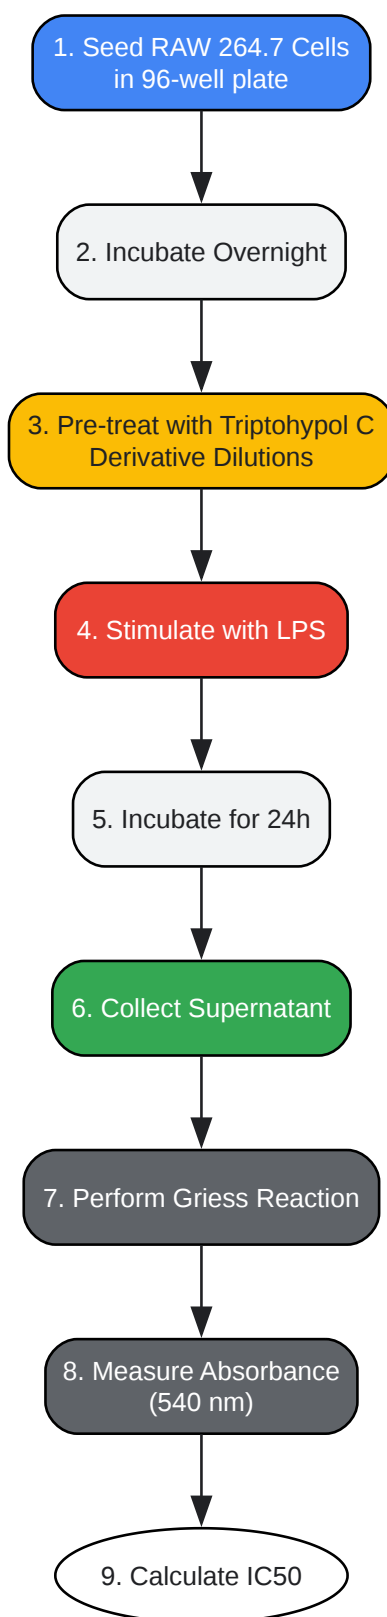 1. Seed RAW 264.7 Cells
in 96-well plate
2. Incubate Overnight
3. Pre-treat with Triptohypol C
Derivative Dilutions
4. Stimulate with LPS
5. Incubate for 24h
6. Collect Supernatant
7. Perform Griess Reaction
8. Measure Absorbance
(540 nm)
9. Calculate IC50